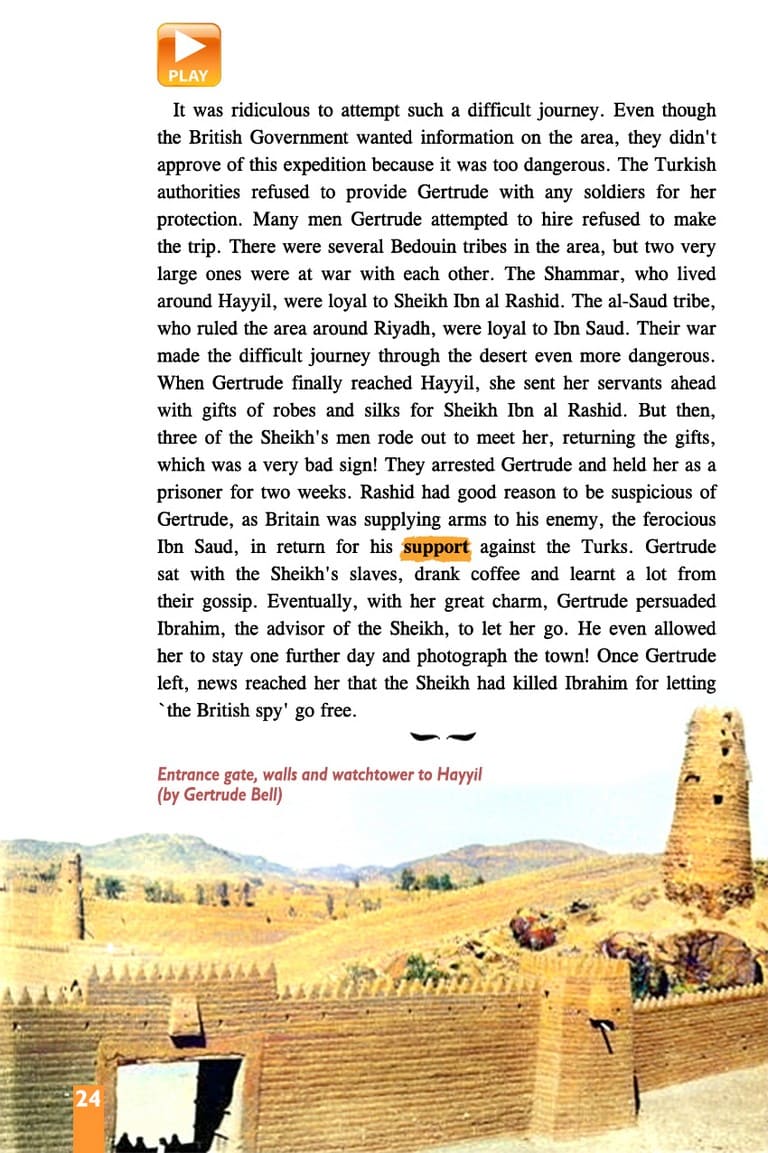 PLAY
It was ridiculous to attempt such a difficult journey. Even though
the British Government wanted information on the area, they didn't
approve of this expedition because it was too dangerous. The Turkish
authorities refused to provide Gertrude with any soldiers for her
protection. Many men Gertrude attempted to hire refused to make
the trip. There were several Bedouin tribes in the area, but two very
large ones were at war with each other. The Shammar, who lived
around Hayyil, were loyal to Sheikh Ibn al Rashid. The al-Saud tribe,
who ruled the area around Riyadh, were loyal to Ibn Saud. Their war
made the difficult journey through the desert even more dangerous.
When Gertrude finally reached Hayyil, she sent her servants ahead
with gifts of robes and silks for Sheikh Ibn al Rashid. But then,
three of the Sheikh's men rode out to meet her, returning the gifts,
which was a very bad sign! They arrested Gertrude and held her as a
prisoner for two weeks. Rashid had good reason to be suspicious of
Gertrude, as Britain was supplying arms to his enemy, the ferocious
Ibn Saud, in return for his support against the Turks. Gertrude
sat with the Sheikh's slaves, drank coffee and learnt a lot from
their gossip. Eventually, with her great charm, Gertrude persuaded
Ibrahim, the advisor of the Sheikh, to let her go. He even allowed
her to stay one further day and photograph the town! Once Gertrude
left, news reached her that the Sheikh had killed Ibrahim for letting
`the British spy' go free.
Entrance gate, walls and watchtower to Hayyil
(by Gertrude Bell)
24